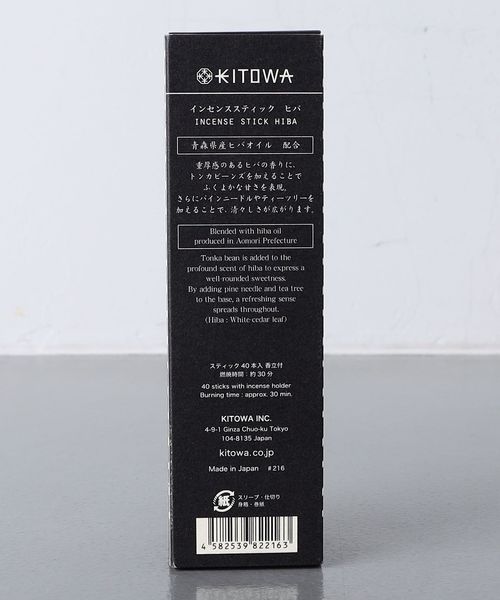 KITOWA
インセンススティック ヒバ
INCENSE STICK HIBA
青森県産ヒバオイル 配合
重厚感のあるヒバの香りに、
トンカビーンズを加えることで
ふくよかな甘さを表現。
さらにパインニードルやティーツリーを
加えることで、清々しさが広がります。
Blended with hiba oil
produced in Aomori Prefecture
Tonka bean is added to the
profound scent of hiba to express a
well-rounded sweetness.
By adding pine needle and tea tree
to the base, a refreshing sense
spreads throughout.
(Hiba : White-cedar leaf)
スティック40本入 香立付
燃焼時間：約30分
40 sticks with incense holder
Burning time : approx. 30 min.
KITOWA INC.
4-9-1 Ginza Chuo-ku Tokyo
104-8135 Japan
kitowa.co.jp
Made in Japan #216
紙
スリーブ・仕切り
身箱・巻紙
4 582539 822163